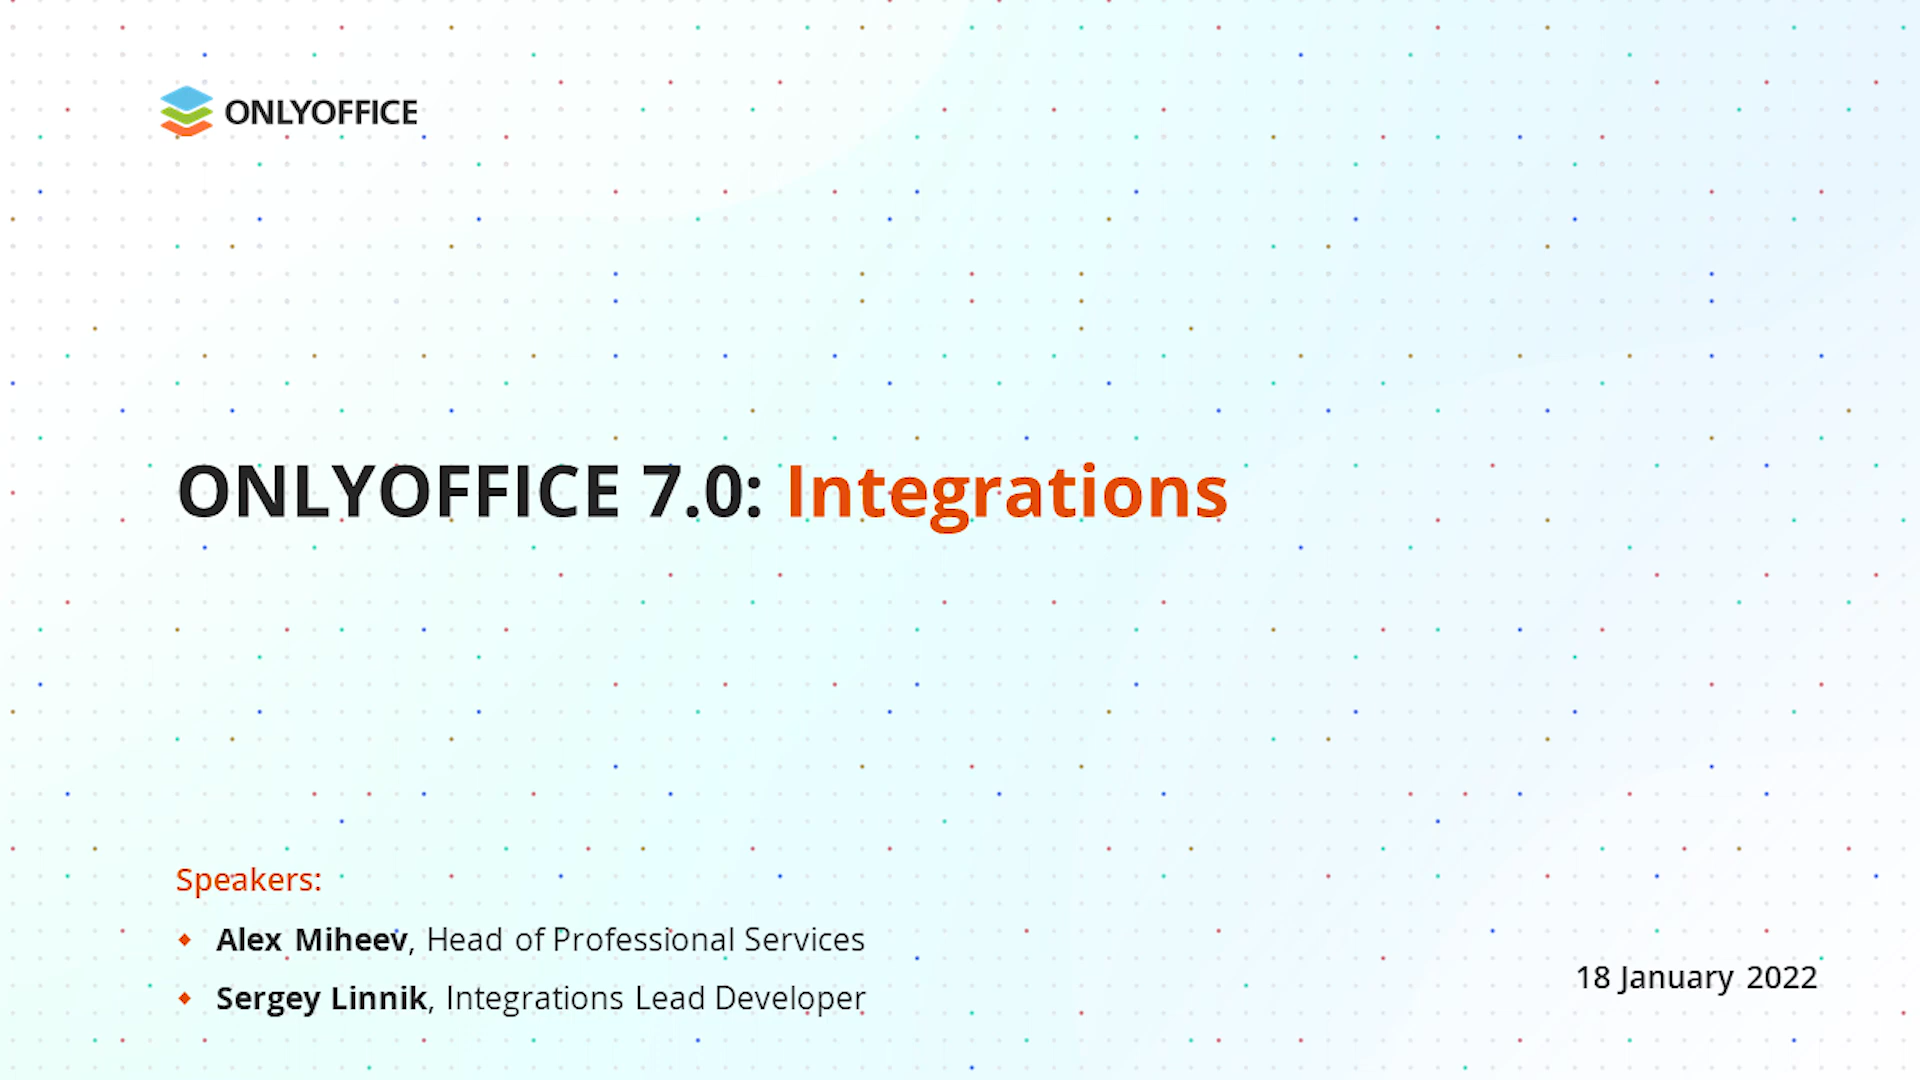 ONLYOFFICE
ONLYOFFICE 7.0: Integrations
Speakers:
Alex Miheev, Head of Professional Services
Sergey Linnik, Integrations Lead Developer
18 January 2022